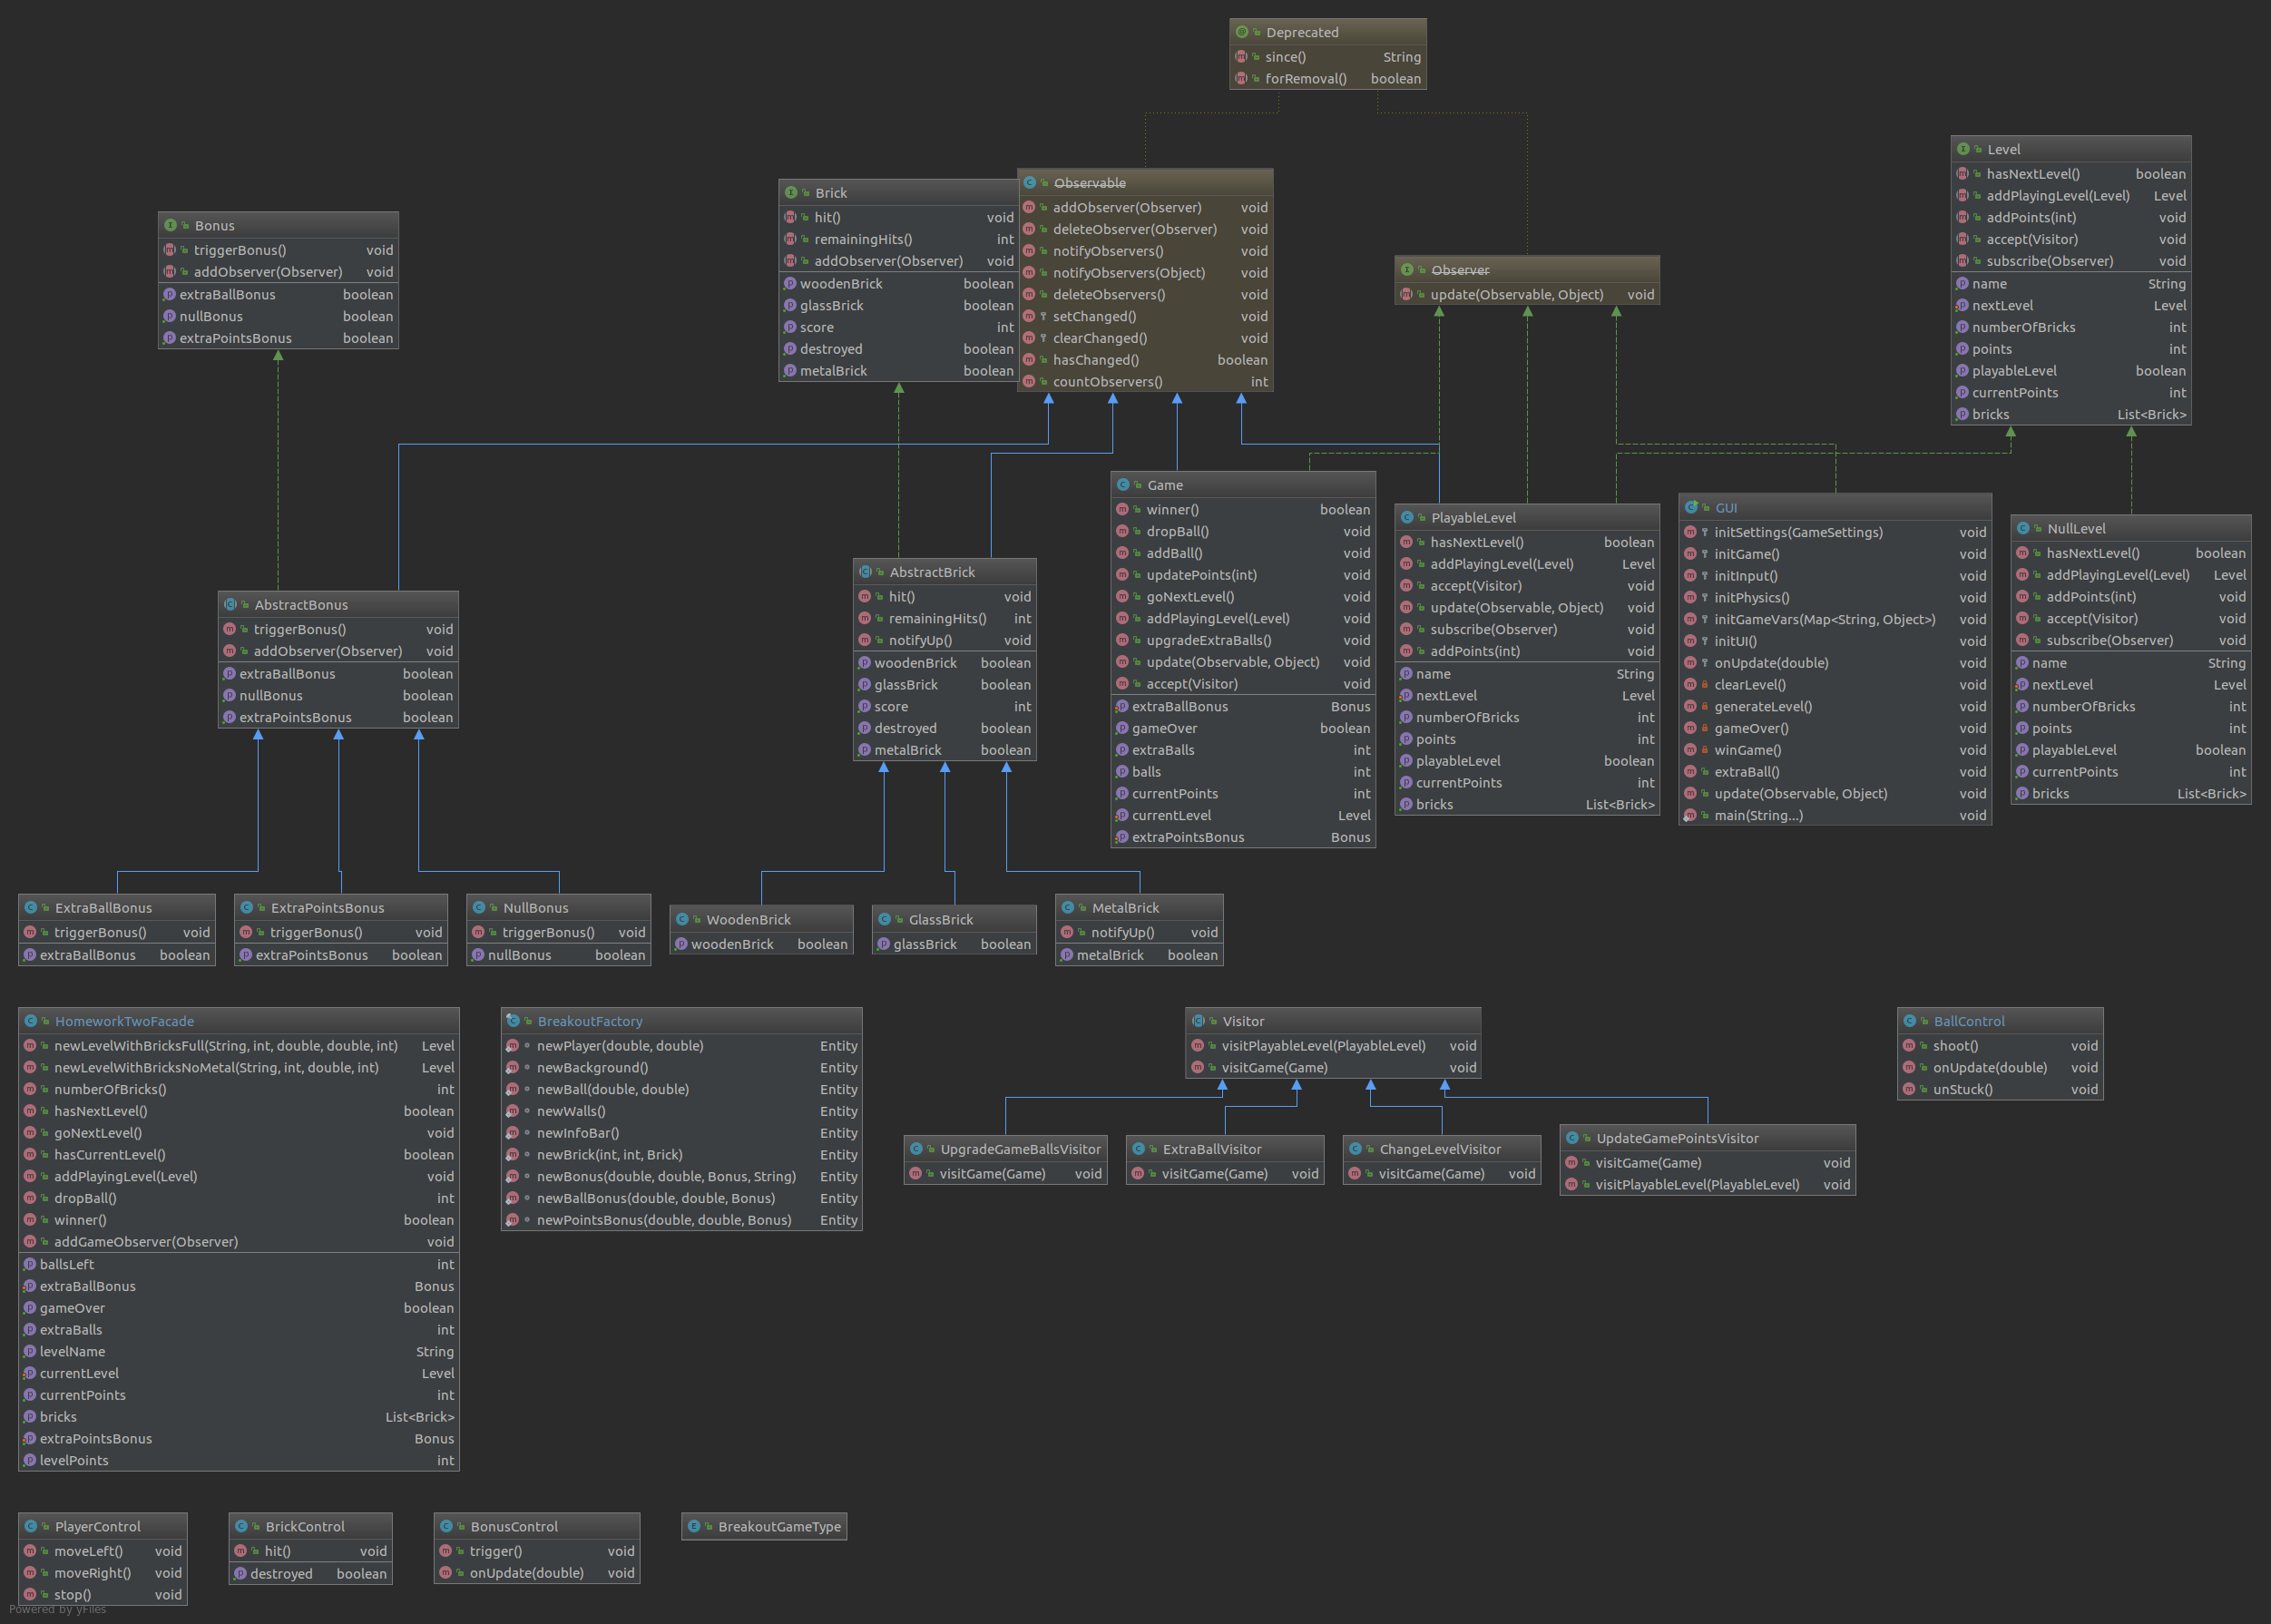 Deprecated
since() String
forRemoval() boolean
Level
hasNextLevel() boolean
addPlayingLevel(Level) Level
addPoints(int) void
accept(Visitor) void
subscribe(Observer) void
name String
nextLevel Level
numberOfBricks int
points int
playableLevel boolean
currentPoints int
bricks List<Brick>
Observable
addObserver(Observer) void
deleteObserver(Observer) void
notifyObservers() void
notifyObservers(Object) void
deleteObservers() void
setChanged() void
clearChanged() void
hasChanged() boolean
countObservers() int
Brick
hit() void
remainingHits() int
addObserver(Observer) void
woodenBrick boolean
glassBrick boolean
score int
destroyed boolean
metalBrick boolean
Bonus
triggerBonus() void
addObserver(Observer) void
extraBallBonus boolean
nullBonus boolean
extraPointsBonus boolean
Observer
update(Observable, Object) void
Game
winner() boolean
dropBall() void
addBall() void
updatePoints(int) void
goNextLevel() void
addPlayingLevel(Level) void
upgradeExtraBalls() void
update(Observable, Object) void
accept(Visitor) void
extraBallBonus Bonus
gameOver boolean
extraBalls int
balls int
currentPoints int
currentLevel Level
extraPointsBonus Bonus
PlayableLevel
hasNextLevel() boolean
addPlayingLevel(Level) Level
accept(Visitor) void
update(Observable, Object) void
subscribe(Observer) void
addPoints(int) void
name String
nextLevel Level
numberOfBricks int
points int
playableLevel boolean
currentPoints int
bricks List<Brick>
GUI
initSettings(GameSettings) void
initGame() void
initInput() void
initPhysics() void
initGameVars(Map<String, Object>) void
initUI() void
onUpdate(double) void
clearLevel() void
generateLevel() void
gameOver() void
winGame() void
extraBall() void
update(Observable, Object) void
main(String...) void
NullLevel
hasNextLevel() boolean
addPlayingLevel(Level) Level
addPoints(int) void
accept(Visitor) void
subscribe(Observer) void
name String
nextLevel Level
numberOfBricks int
points int
playableLevel boolean
currentPoints int
bricks List<Brick>
AbstractBrick
hit() void
remainingHits() int
notifyUp() void
woodenBrick boolean
glassBrick boolean
score int
destroyed boolean
metalBrick boolean
AbstractBonus
triggerBonus() void
addObserver(Observer) void
extraBallBonus boolean
nullBonus boolean
extraPointsBonus boolean
ExtraBallBonus
triggerBonus() void
extraBallBonus boolean
ExtraPointsBonus
triggerBonus() void
extraPointsBonus boolean
NullBonus
triggerBonus() void
nullBonus boolean
WoodenBrick
woodenBrick boolean
GlassBrick
glassBrick boolean
MetalBrick
notifyUp() void
metalBrick boolean
HomeworkTwoFacade
newLevelWithBricksFull(String, int, double, double, int) Level
newLevelWithBricksNoMetal(String, int, double, int) Level
numberOfBricks() int
hasNextLevel() boolean
goNextLevel() void
hasCurrentLevel() boolean
addPlayingLevel(Level) void
dropBall() int
winner() boolean
addGameObserver(Observer) void
ballsLeft int
extraBallBonus Bonus
gameOver boolean
extraBalls int
levelName String
currentLevel Level
currentPoints int
bricks List<Brick>
extraPointsBonus Bonus
levelPoints int
BreakoutFactory
newPlayer(double, double) Entity
newBackground() Entity
newBall(double, double) Entity
newWalls() Entity
newInfoBar() Entity
newBrick(int, int, Brick) Entity
newBonus(double, double, Bonus, String) Entity
newBallBonus(double, double, Bonus) Entity
newPointsBonus(double, double, Bonus) Entity
Visitor
visitPlayableLevel(PlayableLevel) void
visitGame(Game) void
BallControl
shoot() void
onUpdate(double) void
unStuck() void
UpgradeGameBallsVisitor
visitGame(Game) void
ExtraBallVisitor
visitGame(Game) void
ChangeLevelVisitor
visitGame(Game) void
UpdateGamePointsVisitor
visitGame(Game) void
visitPlayableLevel(PlayableLevel) void
PlayerControl
moveLeft() void
moveRight() void
stop() void
BrickControl
hit() void
destroyed boolean
BonusControl
trigger() void
onUpdate(double) void
BreakoutGameType
Powered by yFiles